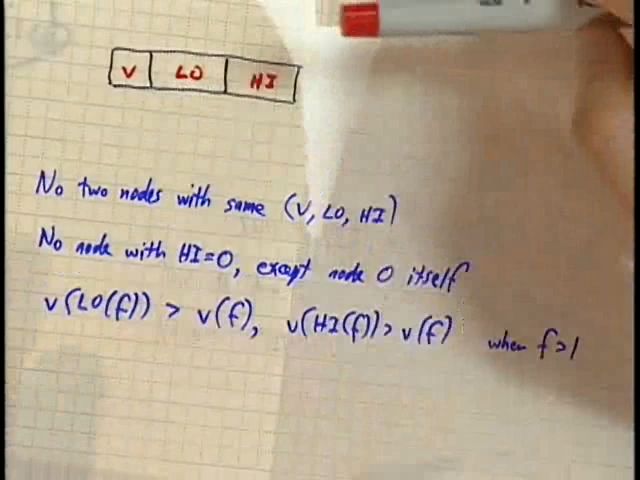 V LO HI
No two nodes with same (V, LO, HI)
No node with HI=0, except node 0 itself
v(LO(f)) > v(f), v(HI(f)) > v(f) when f>1